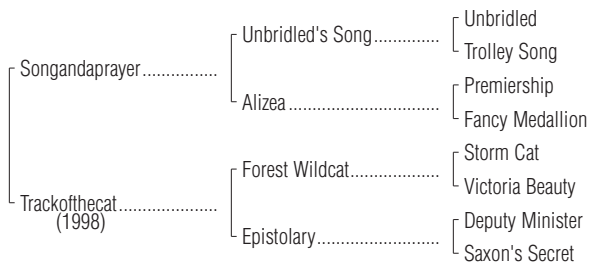 Unbridled
Unbridled's Song..............
Trolley Song
Songandaprayer................
Premiership
Alizea................................
Fancy Medallion
Storm Cat
Forest Wildcat...................
Victoria Beauty
Trackofthecat.....................
(1998)
Deputy Minister
Epistolary..........................
Saxon's Secret